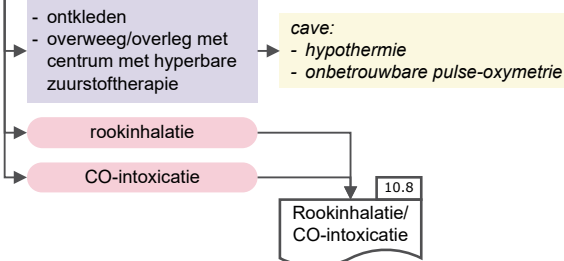 - ontkleden
- overweeg/overleg met
centrum met hyperbare
zuurstoftherapie
cave:
- hypothermie
- onbetrouwbare pulse-oxymetrie
rookinhalatie
CO-intoxicatie
10.8
Rookinhalatie/
CO-intoxicatie